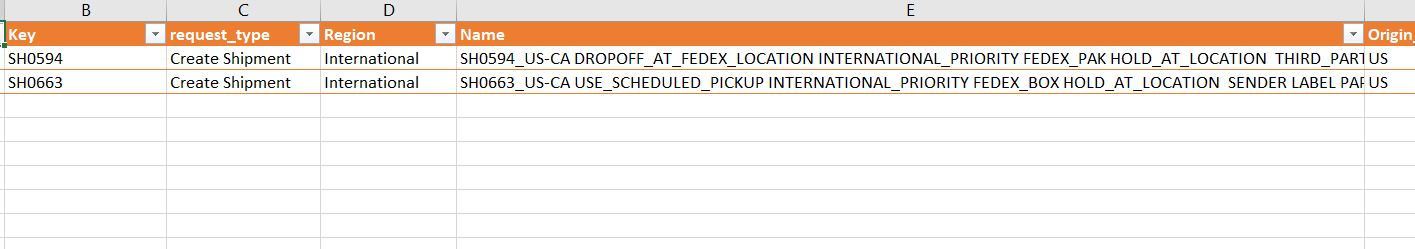 B C D E
Key request_type Region Name Origin_
SH0594 Create Shipment International SH0594_US-CA DROPOFF_AT_FEDEX_LOCATION INTERNATIONAL_PRIORITY FEDEX_PAK HOLD_AT_LOCATION THIRD_PART US
SH0663 Create Shipment International SH0663_US-CA USE_SCHEDULED_PICKUP INTERNATIONAL_PRIORITY FEDEX_BOX HOLD_AT_LOCATION SENDER LABEL PAP US